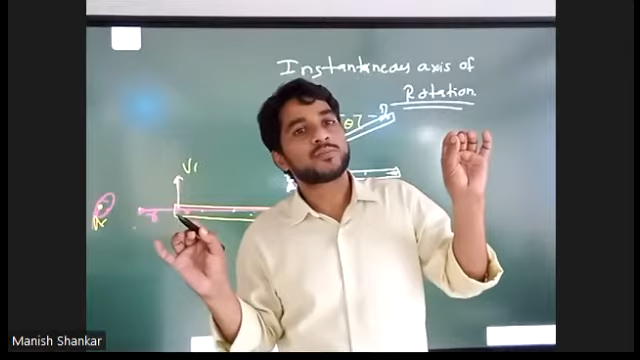 Instantaneous axis of
Rotation
θ
V1
Manish Shankar